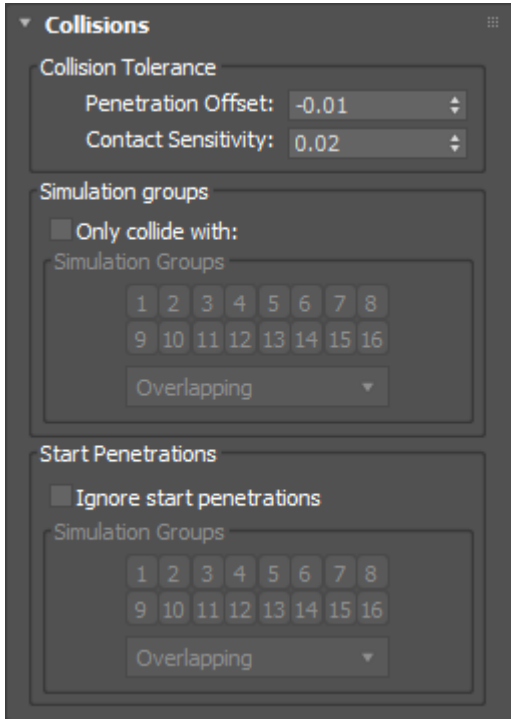 Collisions
Collision Tolerance
Penetration Offset: -0.01
Contact Sensitivity: 0.02
Simulation groups
Only collide with:
Simulation Groups
1 2 3 4 5 6 7 8
9 10 11 12 13 14 15 16
Overlapping
Start Penetrations
Ignore start penetrations
Simulation Groups
1 2 3 4 5 6 7 8
9 10 11 12 13 14 15 16
Overlapping